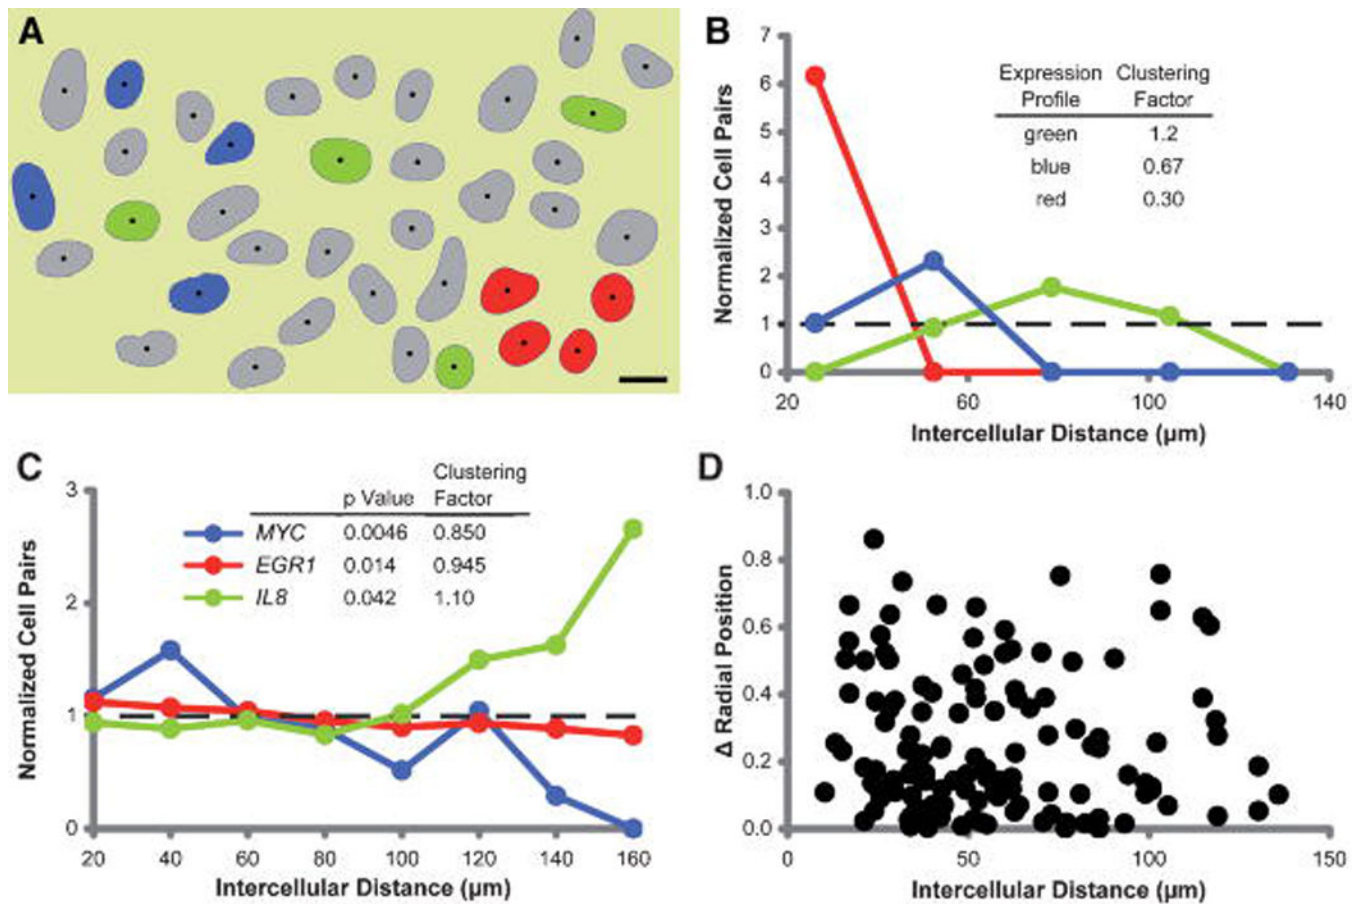 A
B
Normalized Cell Pairs
7
6
5
4
3
2
1
0
Expression Profile
Clustering Factor
green 1.2
blue 0.67
red 0.30
20 60 100 140
Intercellular Distance (µm)
C
Normalized Cell Pairs
3
2
1
0
p Value
Clustering Factor
MYC 0.0046 0.850
EGR1 0.014 0.945
IL8 0.042 1.10
20 40 60 80 100 120 140 160
Intercellular Distance (µm)
D
Δ Radial Position
1.0
0.8
0.6
0.4
0.2
0.0
0 50 100 150
Intercellular Distance (µm)